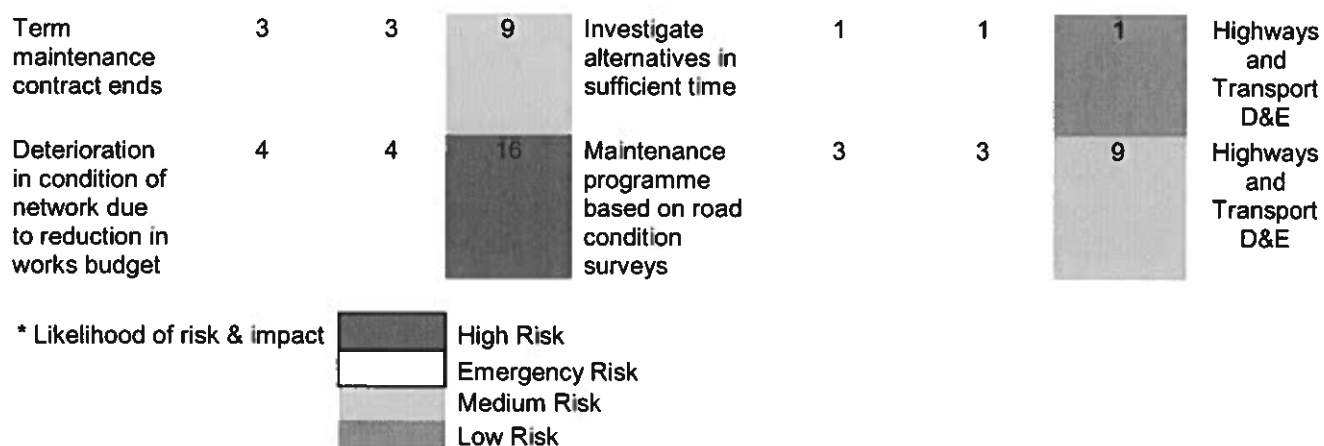 Term maintenance contract ends 3 3 9 Investigate alternatives in sufficient time 1 1 1 Highways and Transport D&E
Deterioration in condition of network due to reduction in works budget 4 4 16 Maintenance programme based on road condition surveys 3 3 9 Highways and Transport D&E
* Likelihood of risk & impact
High Risk
Emergency Risk
Medium Risk
Low Risk